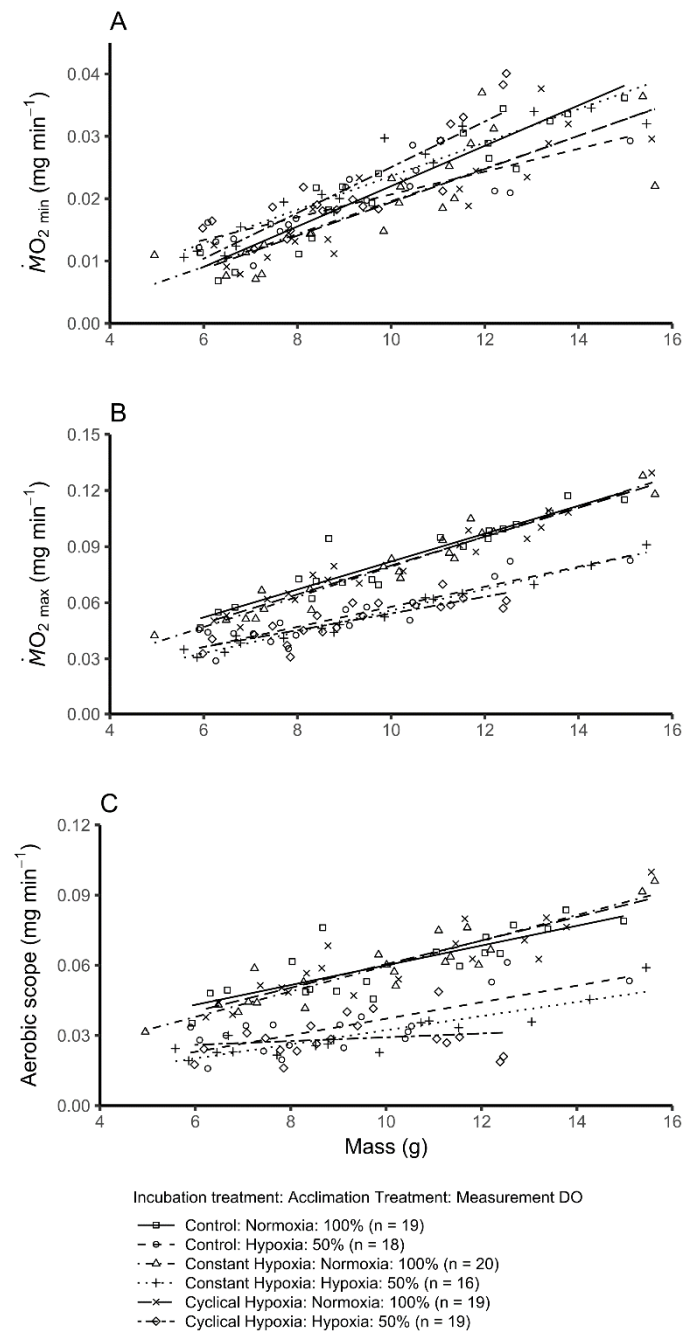 A
0.04
0.03
0.02
0.01
0.00
ṀO₂ min (mg min⁻¹)
4 6 8 10 12 14 16
B
0.15
0.12
0.09
0.06
0.03
0.00
ṀO₂ max (mg min⁻¹)
4 6 8 10 12 14 16
C
0.12
0.09
0.06
0.03
0.00
Aerobic scope (mg min⁻¹)
4 6 8 10 12 14 16
Mass (g)
Incubation treatment: Acclimation Treatment: Measurement DO
Control: Normoxia: 100% (n = 19)
Control: Hypoxia: 50% (n = 18)
Constant Hypoxia: Normoxia: 100% (n = 20)
Constant Hypoxia: Hypoxia: 50% (n = 16)
Cyclical Hypoxia: Normoxia: 100% (n = 19)
Cyclical Hypoxia: Hypoxia: 50% (n = 19)